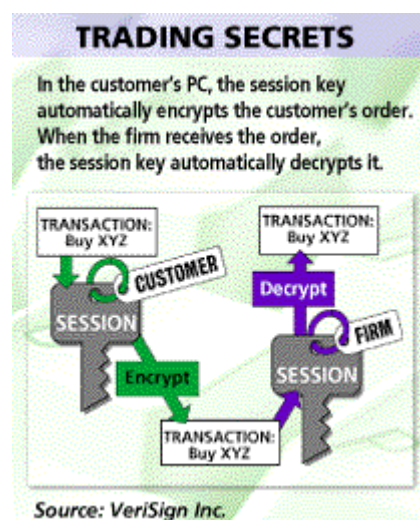 TRADING SECRETS
In the customer's PC, the session key
automatically encrypts the customer's order.
When the firm receives the order,
the session key automatically decrypts it.
TRANSACTION:
Buy XYZ
CUSTOMER
SESSION
Encrypt
TRANSACTION:
Buy XYZ
TRANSACTION:
Buy XYZ
Decrypt
FIRM
SESSION
Source: VeriSign Inc.